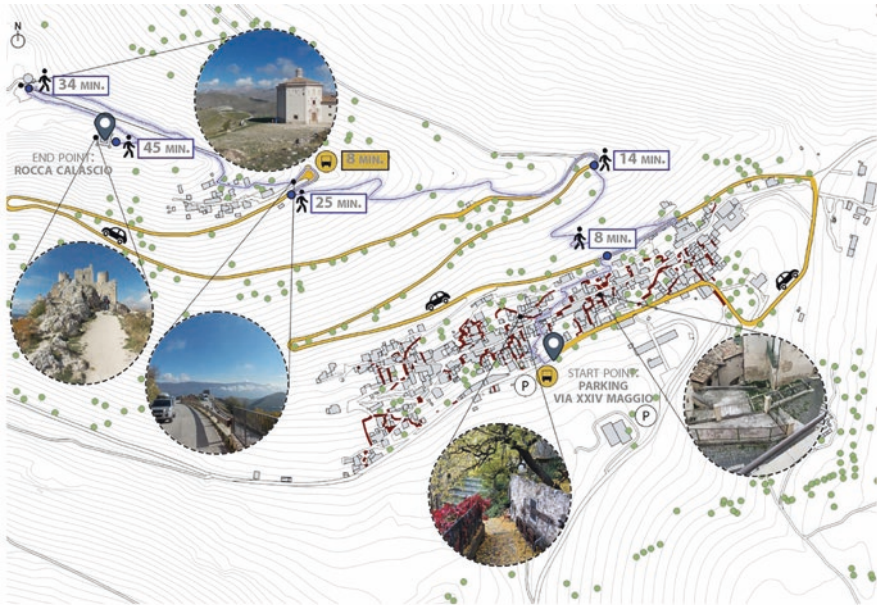 N
34 MIN.
45 MIN.
END POINT:
ROCCA CALASCIO
8 MIN.
25 MIN.
14 MIN.
8 MIN.
START POINT:
PARKING
VIA XXIV MAGGIO
P
P